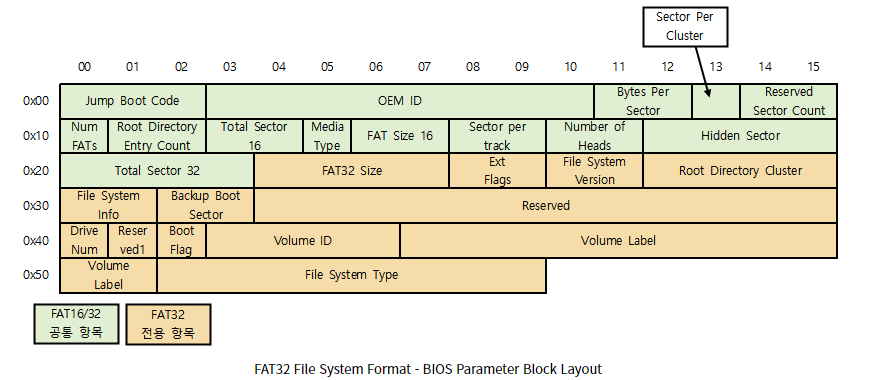 Sector Per
Cluster
00 01 02 03 04 05 06 07 08 09 10 11 12 13 14 15
0x00 Jump Boot Code OEM ID Bytes Per Sector Reserved Sector Count
0x10 Num FATs Root Directory Entry Count Total Sector 16 Media Type FAT Size 16 Sector per track Number of Heads Hidden Sector
0x20 Total Sector 32 FAT32 Size Ext Flags File System Version Root Directory Cluster
0x30 File System Info Backup Boot Sector Reserved
0x40 Drive Num Reser ved1 Boot Flag Volume ID Volume Label
0x50 Volume Label File System Type
FAT16/32 FAT32
공통 항목 전용 항목
FAT32 File System Format - BIOS Parameter Block Layout